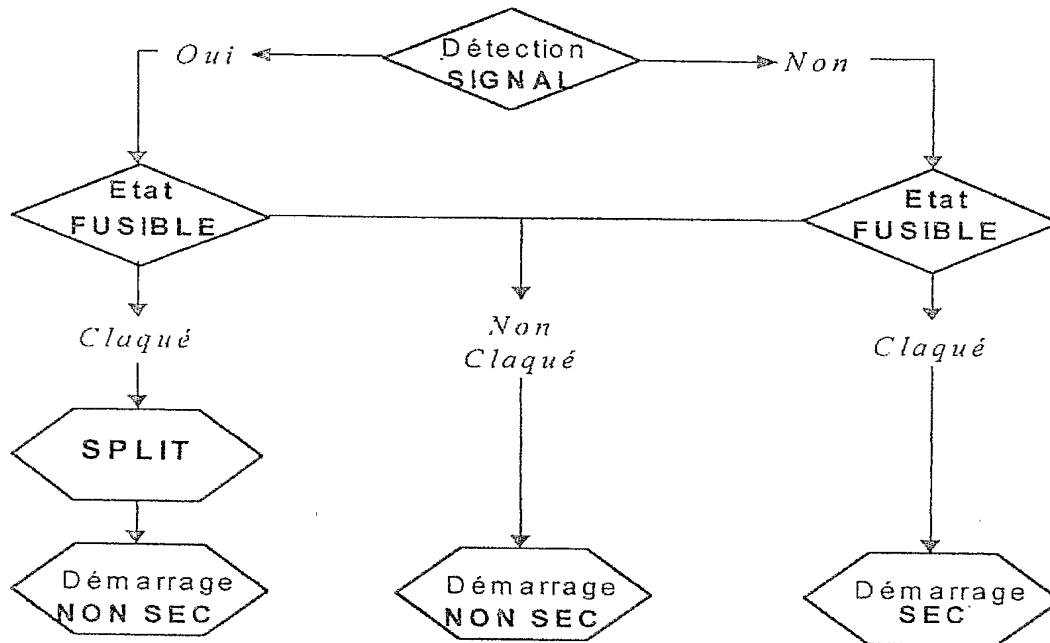 Oui
Détection
SIGNAL
Non
Etat
FUSIBLE
Etat
FUSIBLE
Claqué
Non
Claqué
Claqué
SPLIT
Démarrage
NON SEC
Démarrage
NON SEC
Démarrage
SEC